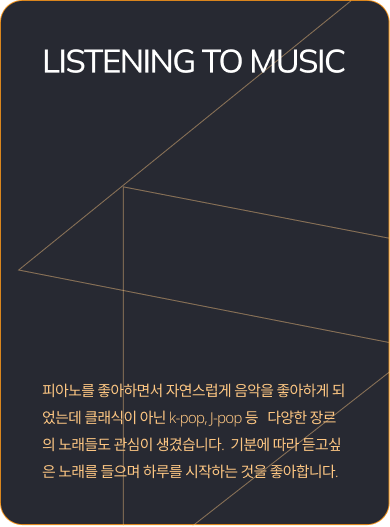 LISTENING TO MUSIC
피아노를 좋아하면서 자연스럽게 음악을 좋아하게 되
었는데 클래식이 아닌 k-pop, J-pop 등 다양한 장르
의 노래들도 관심이 생겼습니다. 기분에 따라 듣고싶
은 노래를 들으며 하루를 시작하는 것을 좋아합니다.